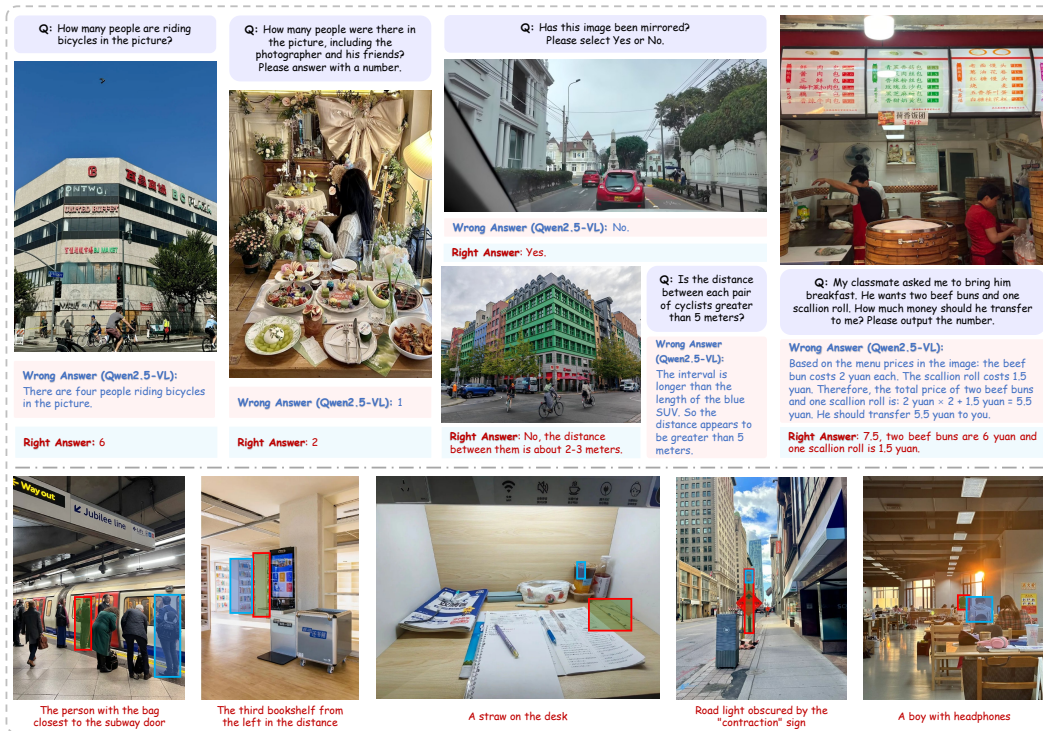 Q: How many people are riding
bicycles in the picture?
BC PLAZA
UNITED BUFFET
Wrong Answer (Qwen2.5-VL):
There are four people riding bicycles
in the picture.
Right Answer: 6
Q: How many people were there in
the picture, including the
photographer and his friends?
Please answer with a number.
Wrong Answer (Qwen2.5-VL): 1
Right Answer: 2
Q: Has this image been mirrored?
Please select Yes or No.
Wrong Answer (Qwen2.5-VL): No.
Right Answer: Yes.
Right Answer: No, the distance
between them is about 2-3 meters.
Q: Is the distance
between each pair
of cyclists greater
than 5 meters?
Wrong Answer
(Qwen2.5-VL):
The interval is
longer than the
length of the blue
SUV. So the
distance appears to
be greater than 5
meters.
Q: My classmate asked me to bring him
breakfast. He wants two beef buns and one
scallion roll. How much money should he transfer
to me? Please output the number.
Wrong Answer (Qwen2.5-VL):
Based on the menu prices in the image: the beef
bun costs 2 yuan each. The scallion roll costs 1.5
yuan. Therefore, the total price of two beef buns
and one scallion roll is: 2 yuan × 2 + 1.5 yuan = 5.5
yuan. He should transfer 5.5 yuan to you.
Right Answer: 7.5, two beef buns are 6 yuan and
one scallion roll is 1.5 yuan.
Way out
Jubilee line
The person with the bag
closest to the subway door
The third bookshelf from
the left in the distance
A straw on the desk
Road light obscured by the
"contraction" sign
A boy with headphones